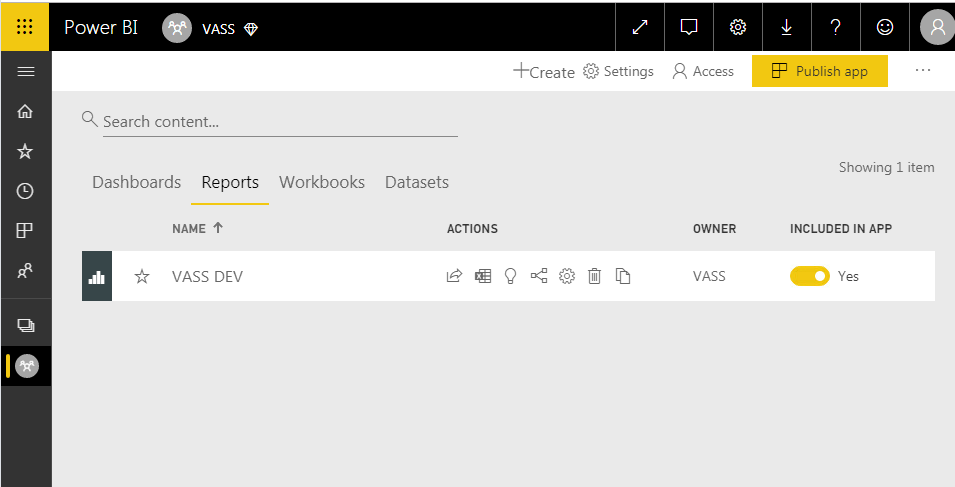 Power BI VASS
Create Settings Access Publish app ...
Search content...
Showing 1 item
Dashboards Reports Workbooks Datasets
NAME ACTIONS OWNER INCLUDED IN APP
VASS DEV VASS Yes